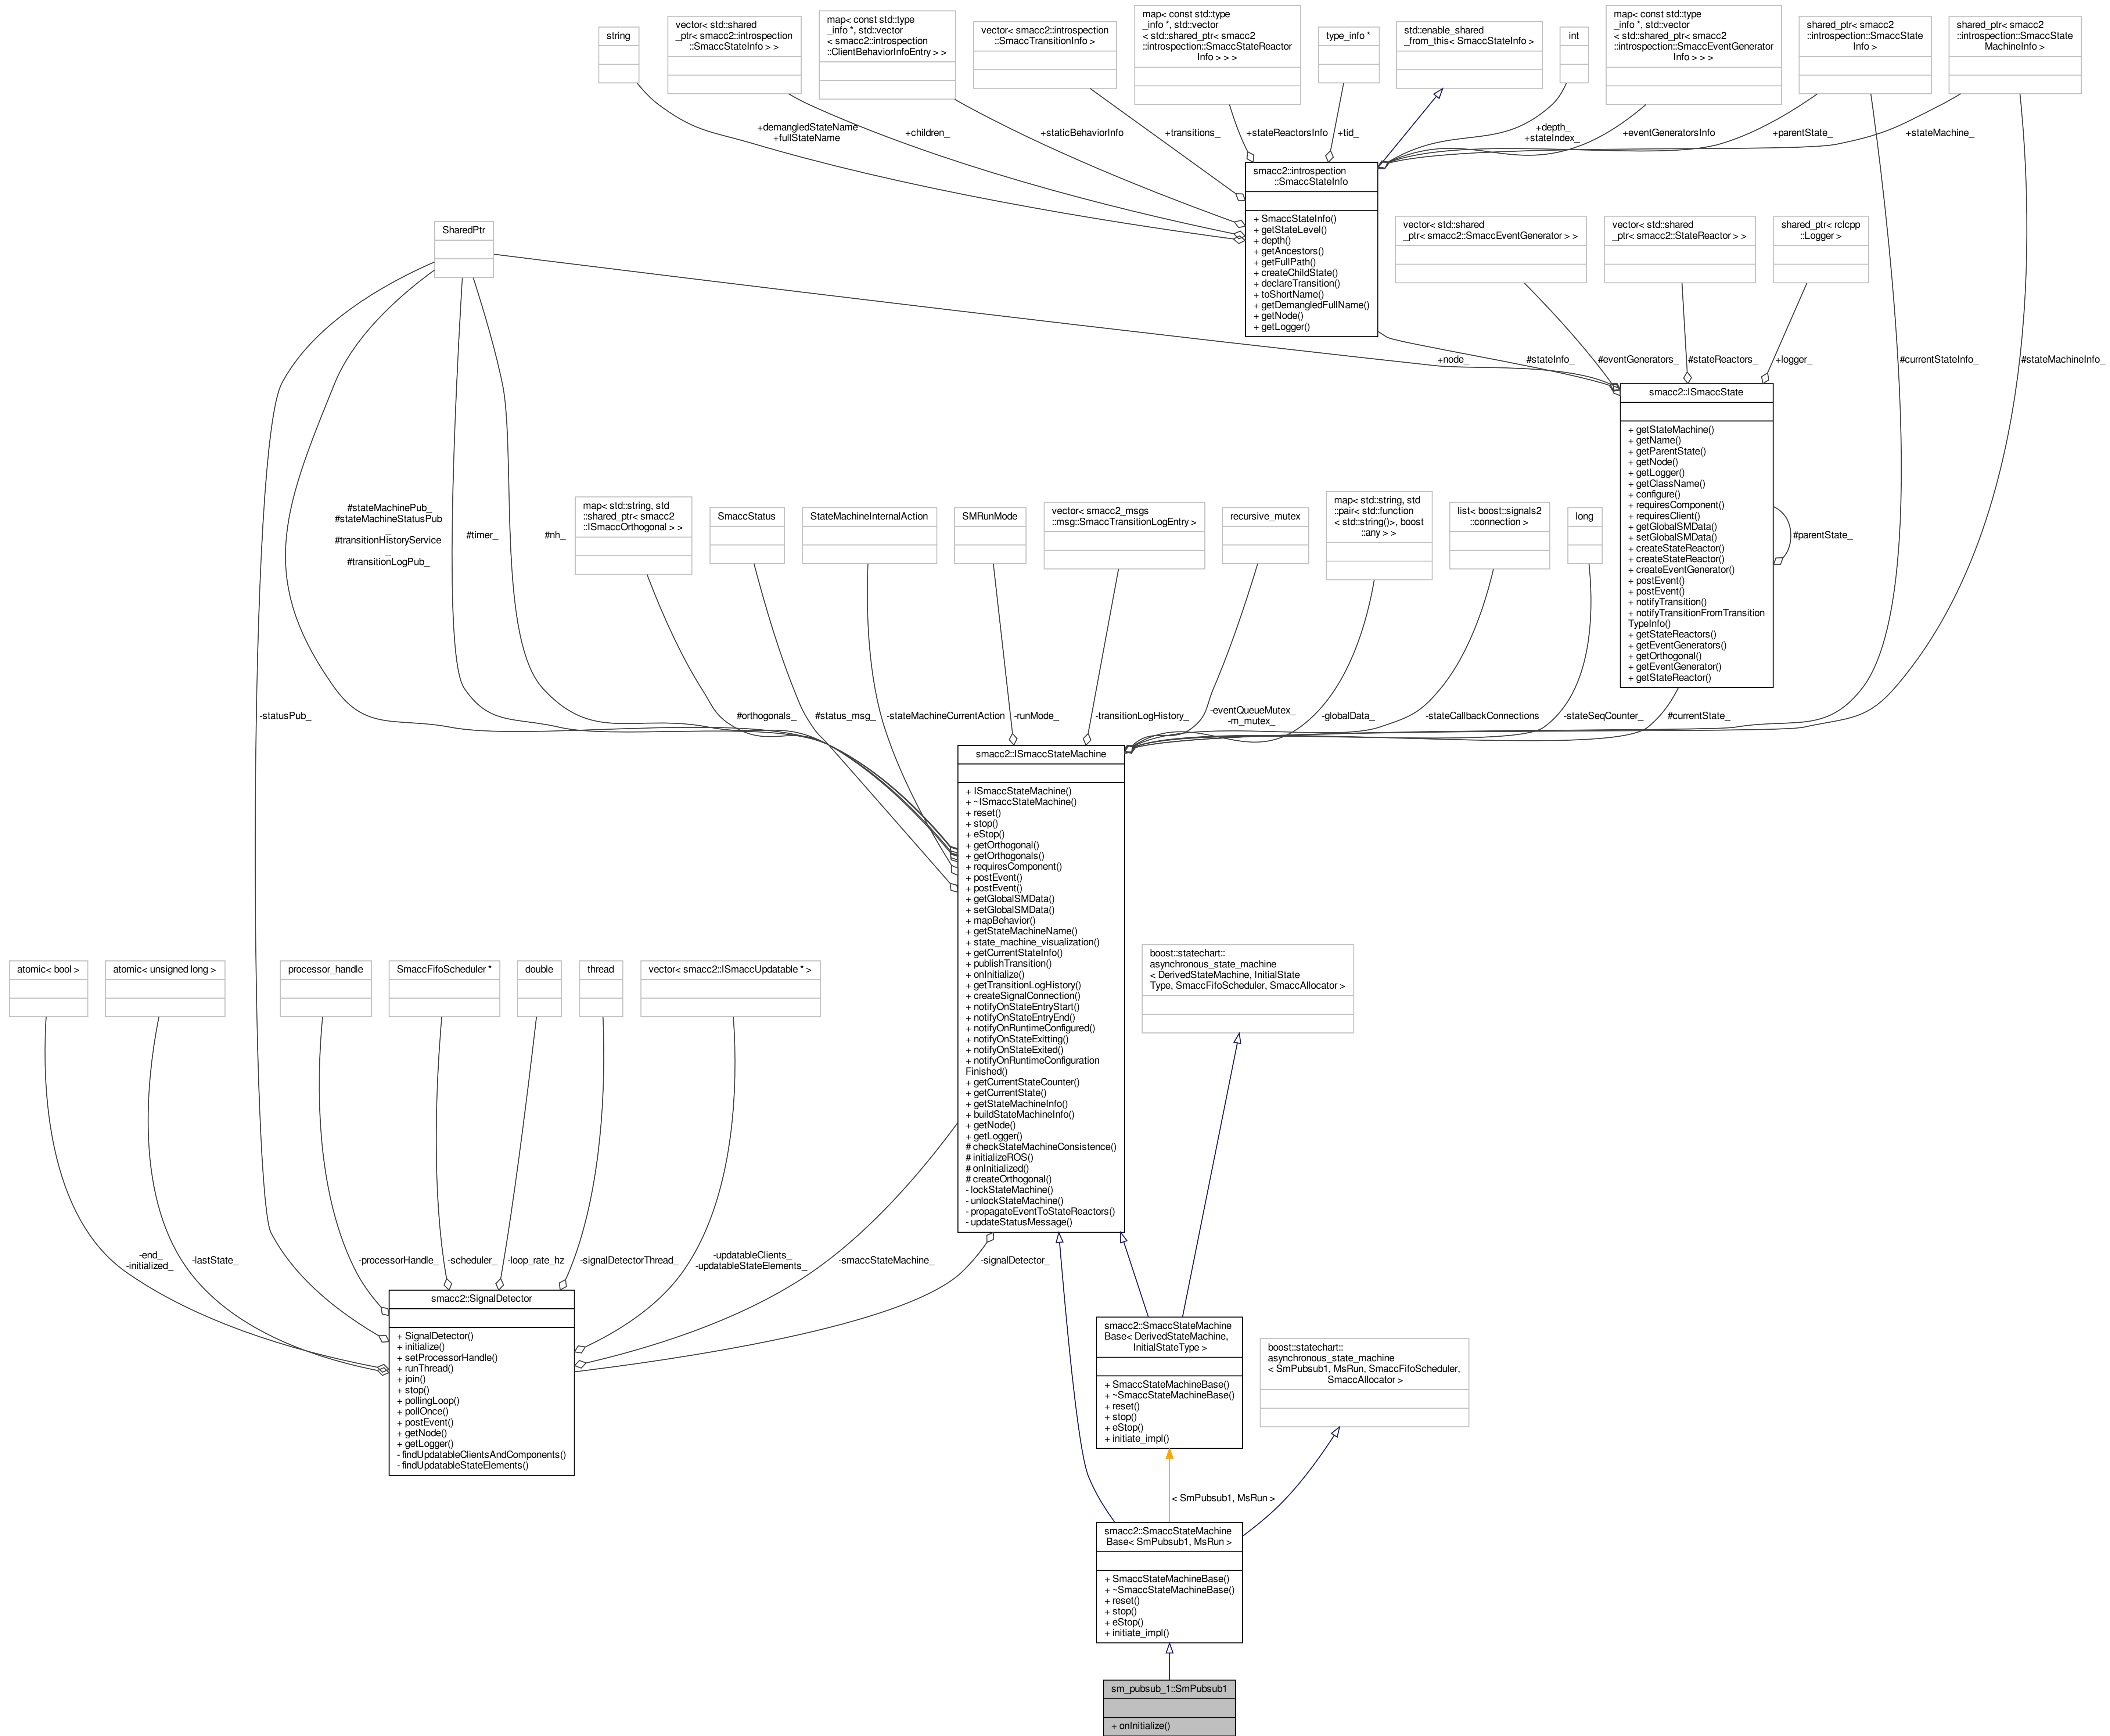 string
vector< std::shared
_ptr< smacc2::introspection
::SmaccStateInfo > >
map< const std::type
_info *, std::vector
< smacc2::introspection
::ClientBehaviorInfoEntry > >
vector< smacc2::introspection
::SmaccTransitionInfo >
map< const std::type
_info *, std::vector
< std::shared_ptr< smacc2
::introspection::SmaccStateReactor
Info > > >
type_info *
std::enable_shared
_from_this< SmaccStateInfo >
int
map< const std::type
_info *, std::vector
< std::shared_ptr< smacc2
::introspection::SmaccEventGenerator
Info > > >
shared_ptr< smacc2
::introspection::SmaccState
Info >
shared_ptr< smacc2
::introspection::SmaccState
MachineInfo >
+demangledStateName
+fullStateName
+children_
+staticBehaviorInfo
+transitions_
+stateReactorsInfo
+tid_
+depth_
+stateIndex_
+eventGeneratorsInfo
+parentState_
+stateMachine_
smacc2::introspection
::SmaccStateInfo
+ SmaccStateInfo()
+ getStateLevel()
+ depth()
+ getAncestors()
+ getFullPath()
+ createChildState()
+ declareTransition()
+ toShortName()
+ getDemangledFullName()
+ getNode()
+ getLogger()
SharedPtr
vector< std::shared
_ptr< smacc2::SmaccEventGenerator > >
vector< std::shared
_ptr< smacc2::StateReactor > >
shared_ptr< rclcpp
::Logger >
+node_
#stateInfo_
#eventGenerators_
#stateReactors_
+logger_
#currentStateInfo_
#stateMachineInfo_
smacc2::ISmaccState
+ getStateMachine()
+ getName()
+ getParentState()
+ getNode()
+ getLogger()
+ getClassName()
+ configure()
+ requiresComponent()
+ requiresClient()
+ getGlobalSMData()
+ setGlobalSMData()
+ createStateReactor()
+ createStateReactor()
+ createEventGenerator()
+ postEvent()
+ postEvent()
+ notifyTransition()
+ notifyTransitionFromTransition
TypeInfo()
+ getStateReactors()
+ getEventGenerators()
+ getOrthogonal()
+ getEventGenerator()
+ getStateReactor()
#parentState_
#stateMachinePub_
#stateMachineStatusPub
_
#transitionHistoryService
_
#transitionLogPub_
#timer_
#nh_
map< std::string, std
::shared_ptr< smacc2
::ISmaccOrthogonal > >
SmaccStatus
StateMachineInternalAction
SMRunMode
vector< smacc2_msgs
::msg::SmaccTransitionLogEntry >
recursive_mutex
map< std::string, std
::pair< std::function
< std::string()>, boost
::any > >
list< boost::signals2
::connection >
long
-statusPub_
#orthogonals_
#status_msg_
-stateMachineCurrentAction
-runMode_
-transitionLogHistory_
-eventQueueMutex_
-m_mutex_
-globalData_
-stateCallbackConnections
-stateSeqCounter_
#currentState_
smacc2::ISmaccStateMachine
+ ISmaccStateMachine()
+ ~ISmaccStateMachine()
+ reset()
+ stop()
+ eStop()
+ getOrthogonal()
+ getOrthogonals()
+ requiresComponent()
+ postEvent()
+ postEvent()
+ getGlobalSMData()
+ setGlobalSMData()
+ mapBehavior()
+ getStateMachineName()
+ state_machine_visualization()
+ getCurrentStateInfo()
+ publishTransition()
+ onInitialize()
+ getTransitionLogHistory()
+ createSignalConnection()
+ notifyOnStateEntryStart()
+ notifyOnStateEntryEnd()
+ notifyOnRuntimeConfigured()
+ notifyOnStateExitting()
+ notifyOnStateExited()
+ notifyOnRuntimeConfiguration
Finished()
+ getCurrentStateCounter()
+ getCurrentState()
+ getStateMachineInfo()
+ buildStateMachineInfo()
+ getNode()
+ getLogger()
# checkStateMachineConsistence()
# initializeROS()
# onInitialized()
# createOrthogonal()
- lockStateMachine()
- unlockStateMachine()
- propagateEventToStateReactors()
- updateStatusMessage()
boost::statechart::
asynchronous_state_machine
< DerivedStateMachine, InitialState
Type, SmaccFifoScheduler, SmaccAllocator >
atomic< bool >
atomic< unsigned long >
processor_handle
SmaccFifoScheduler *
double
thread
vector< smacc2::ISmaccUpdatable * >
-end_
-initialized_
-lastState_
-processorHandle_
-scheduler_
-loop_rate_hz
-signalDetectorThread_
-updatableClients_
-updatableStateElements_
-smaccStateMachine_
-signalDetector_
smacc2::SignalDetector
+ SignalDetector()
+ initialize()
+ setProcessorHandle()
+ runThread()
+ join()
+ stop()
+ pollingLoop()
+ pollOnce()
+ postEvent()
+ getNode()
+ getLogger()
- findUpdatableClientsAndComponents()
- findUpdatableStateElements()
smacc2::SmaccStateMachine
Base< DerivedStateMachine,
InitialStateType >
+ SmaccStateMachineBase()
+ ~SmaccStateMachineBase()
+ reset()
+ stop()
+ eStop()
+ initiate_impl()
boost::statechart::
asynchronous_state_machine
< SmPubsub1, MsRun, SmaccFifoScheduler,
SmaccAllocator >
< SmPubsub1, MsRun >
smacc2::SmaccStateMachine
Base< SmPubsub1, MsRun >
+ SmaccStateMachineBase()
+ ~SmaccStateMachineBase()
+ reset()
+ stop()
+ eStop()
+ initiate_impl()
sm_pubsub_1::SmPubsub1
+ onInitialize()